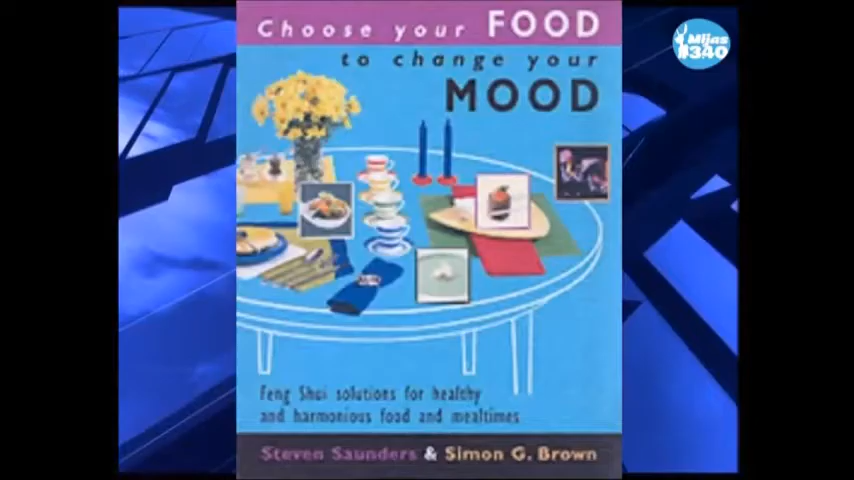 Choose your FOOD
to change your
MOOD
Feng Shui solutions for healthy
and harmonious food and mealtimes
Steven Saunders & Simon G. Brown
Mijas
340